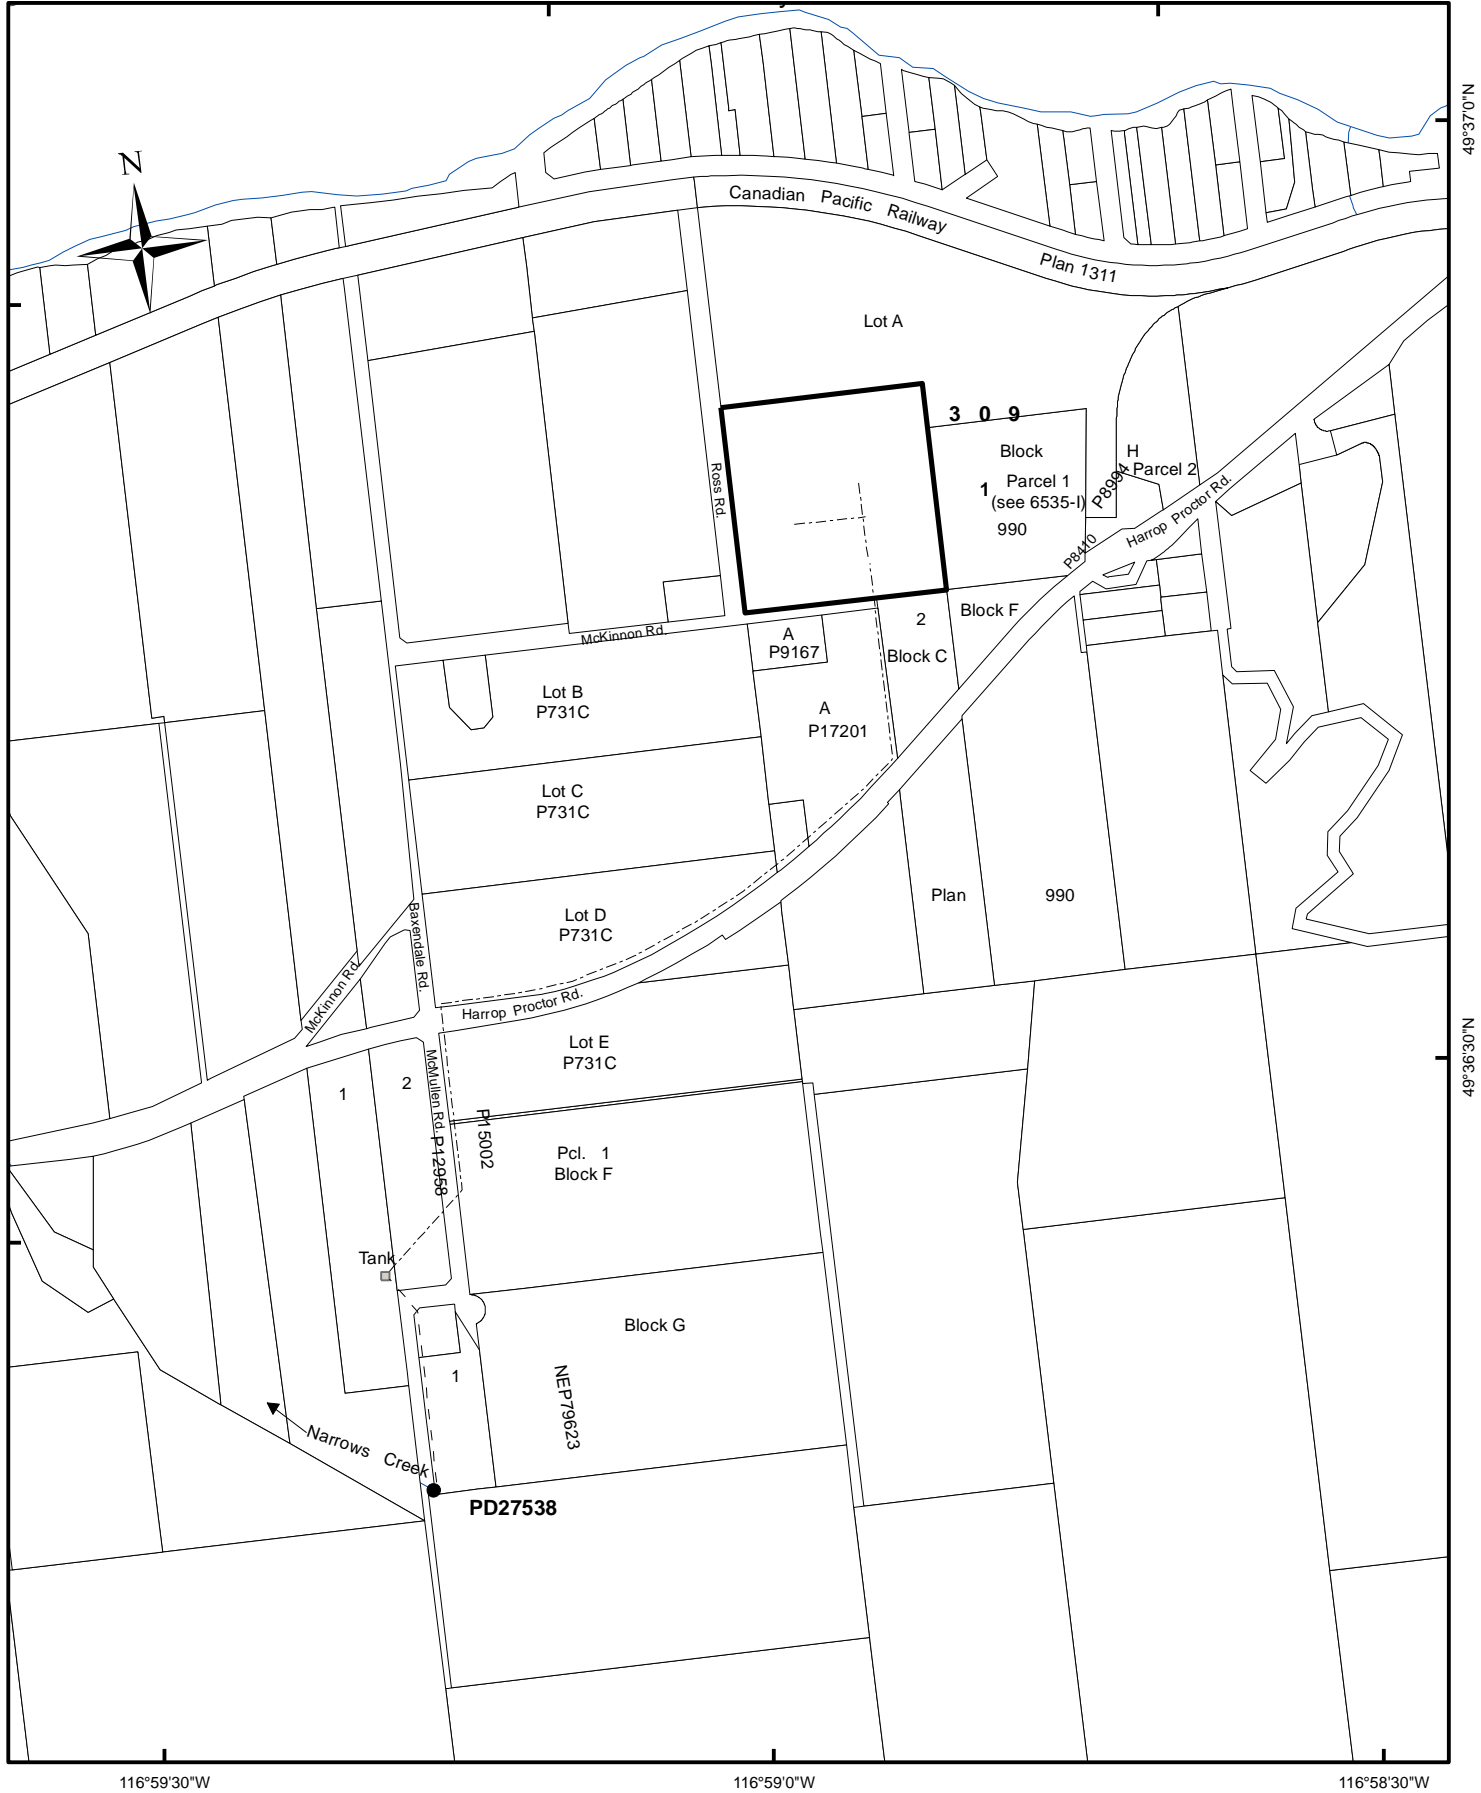 49°37'0"N
N
Canadian Pacific Railway
Plan 1311
Lot A
3 0 9
Block
H
Parcel 2
1
Parcel 1
(see 6535-I)
P8994
990
Ross Rd.
Harrop Proctor Rd.
P8410
McKinnon Rd.
A
P9167
2
Block F
Block C
Lot B
P731C
A
P17201
Lot C
P731C
Plan
990
Lot D
P731C
Baxendale Rd.
McKinnon Rd.
Harrop Proctor Rd.
49°36'30"N
Lot E
P731C
1
2
McMullen Rd.
P12958
P15002
Pcl. 1
Block F
Tank
Block G
1
NEP79623
Narrows Creek
PD27538
116°59'30"W
116°59'0"W
116°58'30"W